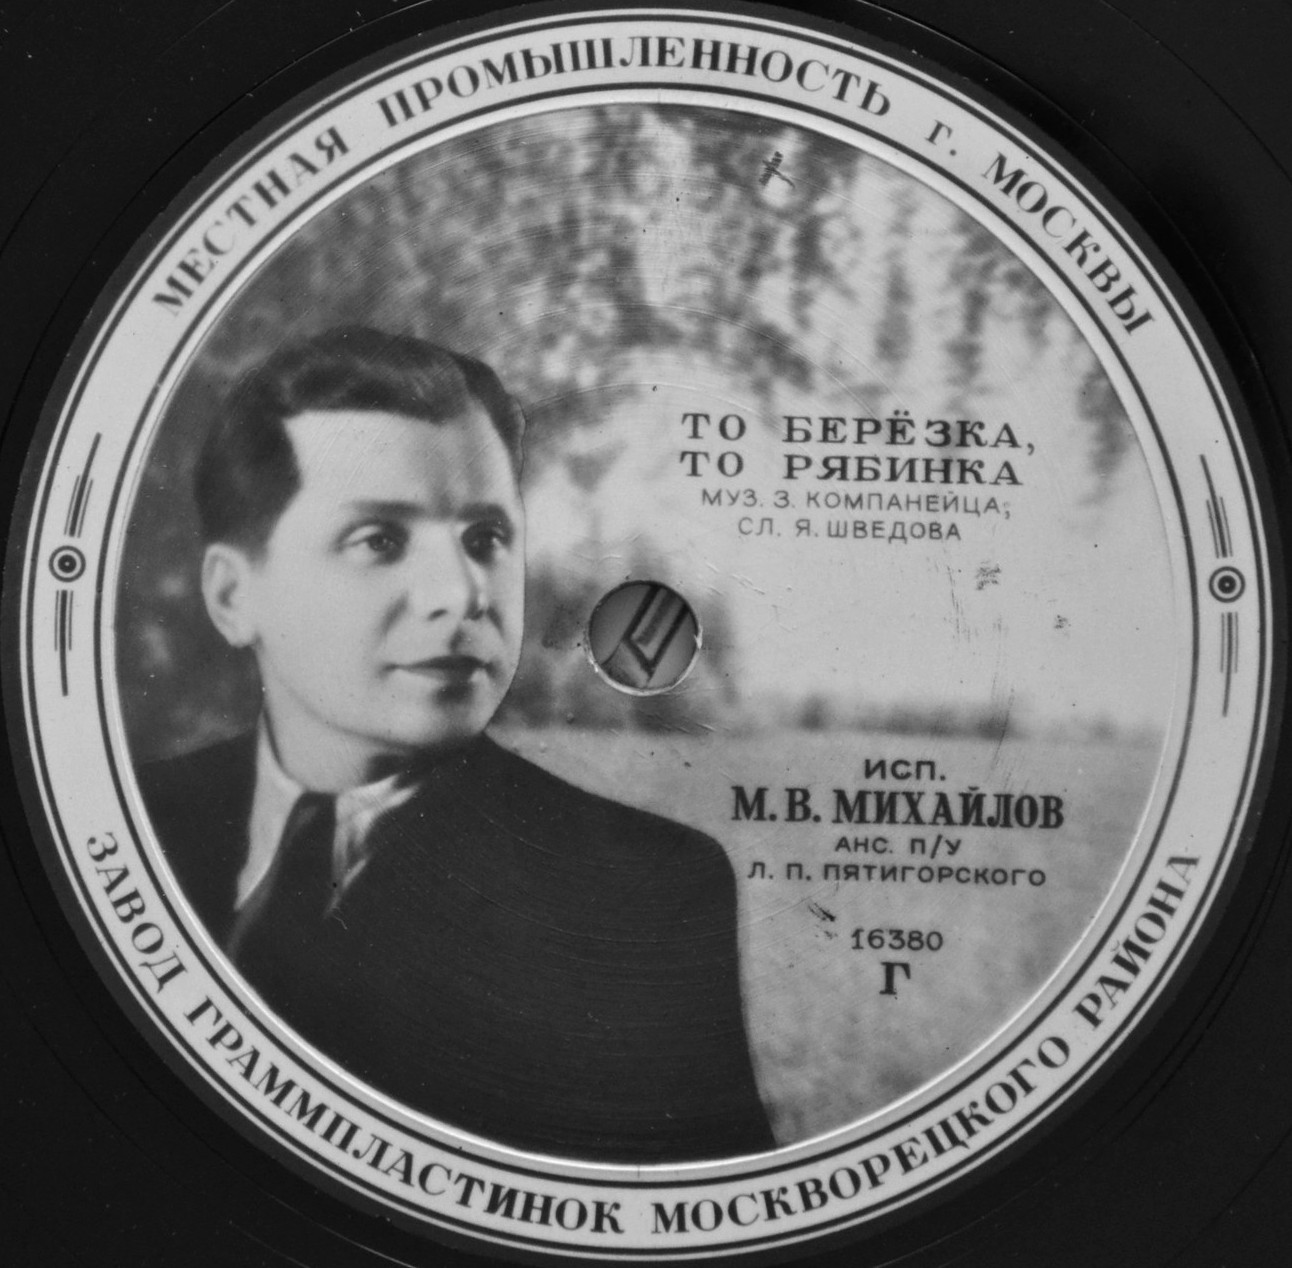 МЕСТНАЯ ПРОМЫШЛЕННОСТЬ г. МОСКВЫ
ТО БЕРЁЗКА,
ТО РЯБИНКА
МУЗ. З. КОМПАНЕЙЦА;
СЛ. Я. ШВЕДОВА
ИСП.
М. В. МИХАЙЛОВ
АНС. П/У
Л. П. ПЯТИГОРСКОГО
16380
Г
ЗАВОД ГРАММПЛАСТИНОК МОСКВОРЕЦКОГО РАЙОНА